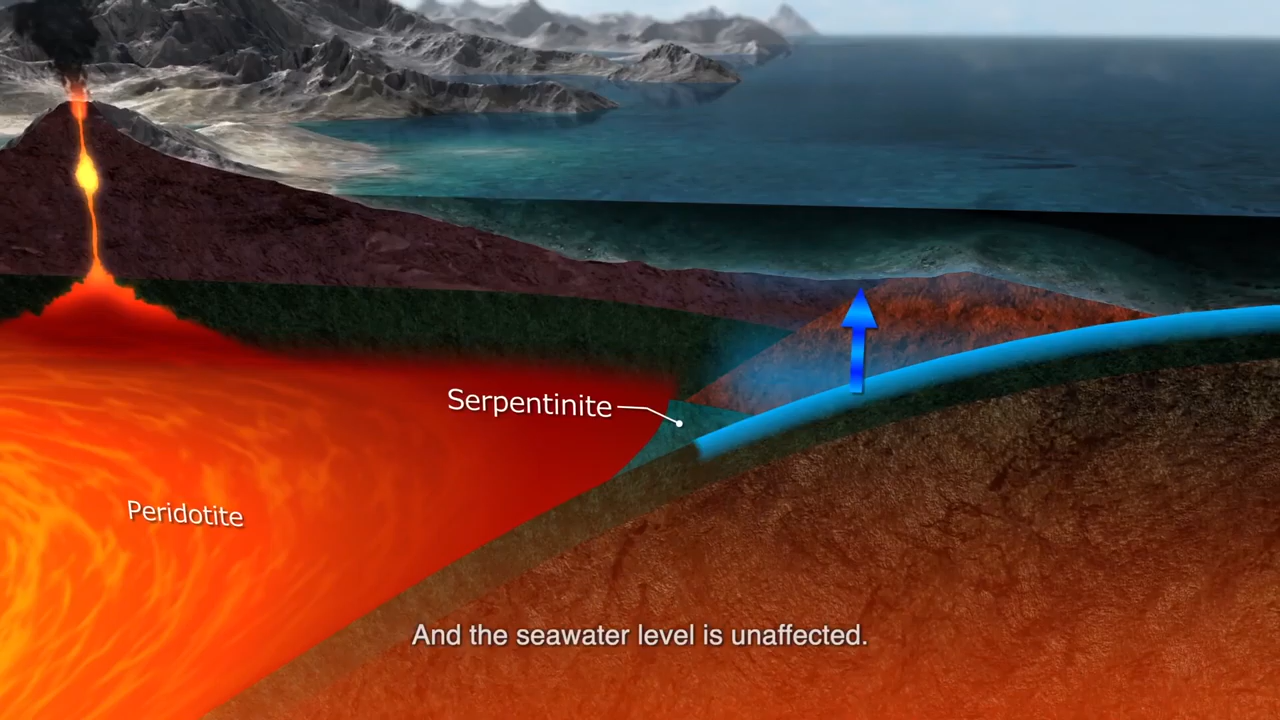 Serpentinite
Peridotite
And the seawater level is unaffected.